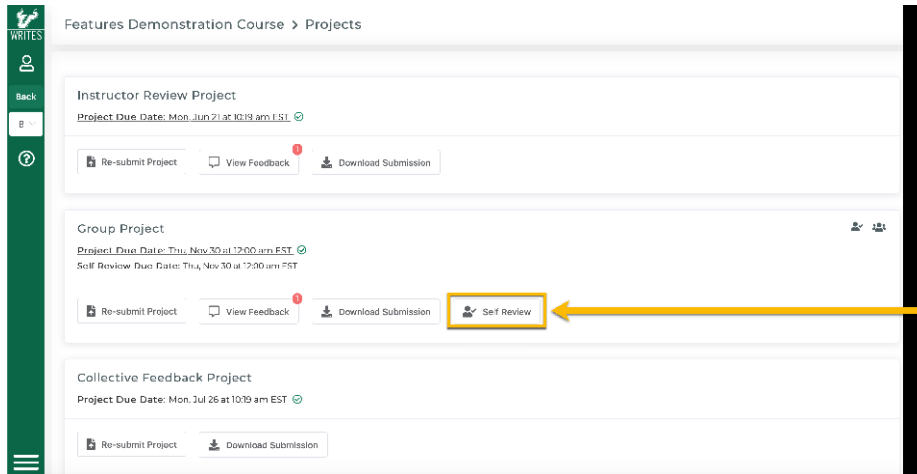 WRITES
Features Demonstration Course > Projects
Back
B
Instructor Review Project
Project Due Date: Mon, Jun 21 at 10:19 am EST
Re-submit Project
View Feedback
1
Download Submission
Group Project
Project Due Date: Thu, Nov 30 at 12:00 am EST
Self Review Due Date: Thu, Nov 30 at 12:00 am EST
Re-submit Project
View Feedback
1
Download Submission
Self Review
Collective Feedback Project
Project Due Date: Mon, Jul 26 at 10:19 am EST
Re-submit Project
Download Submission